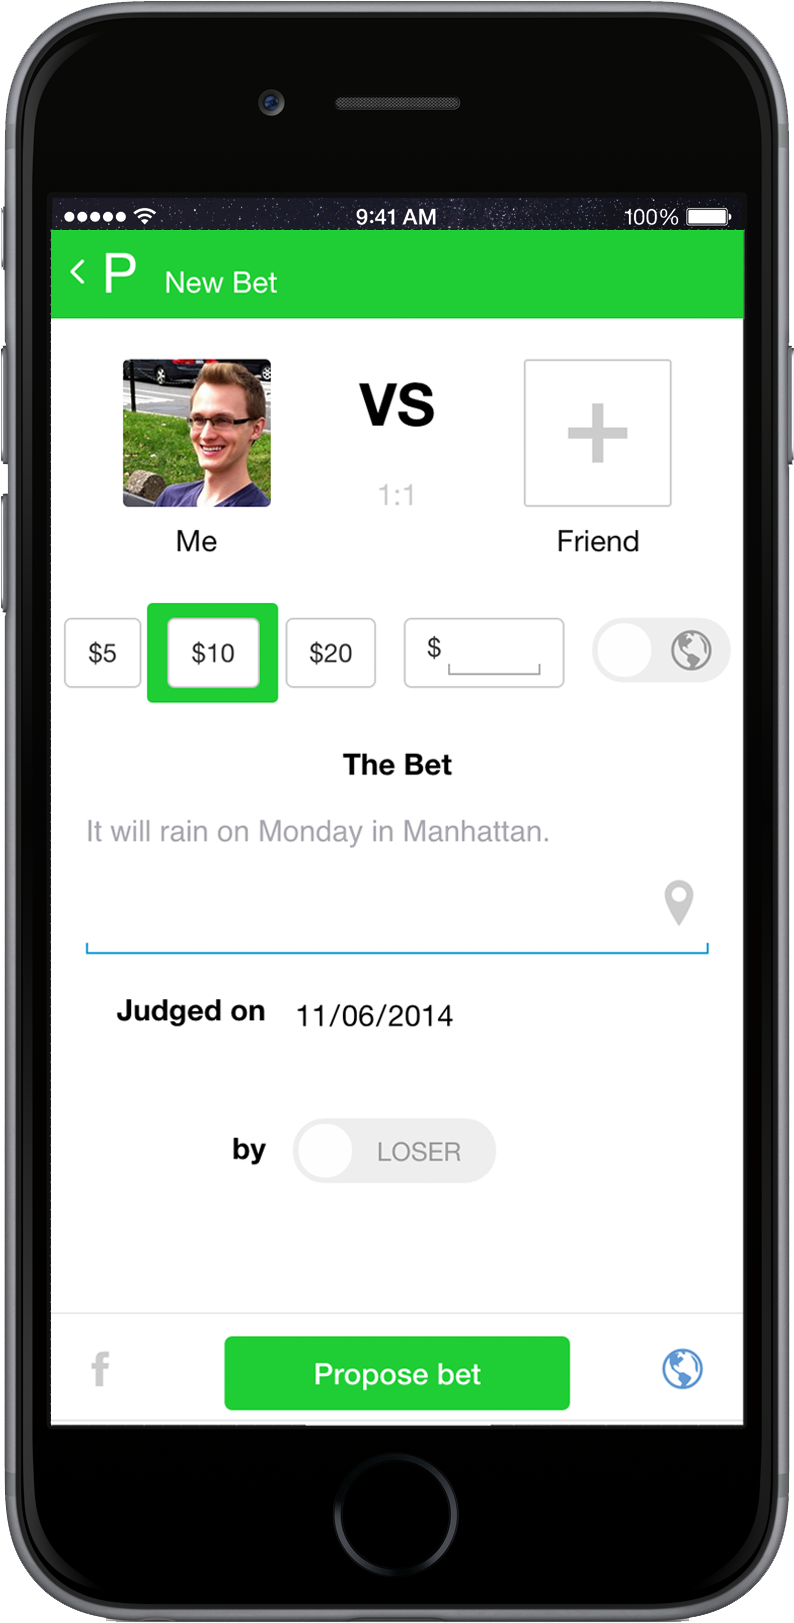 9:41 AM 100%
P New Bet
VS
1:1
Me Friend
$5 $10 $20 $
The Bet
It will rain on Monday in Manhattan.
Judged on 11/06/2014
by LOSER
f Propose bet